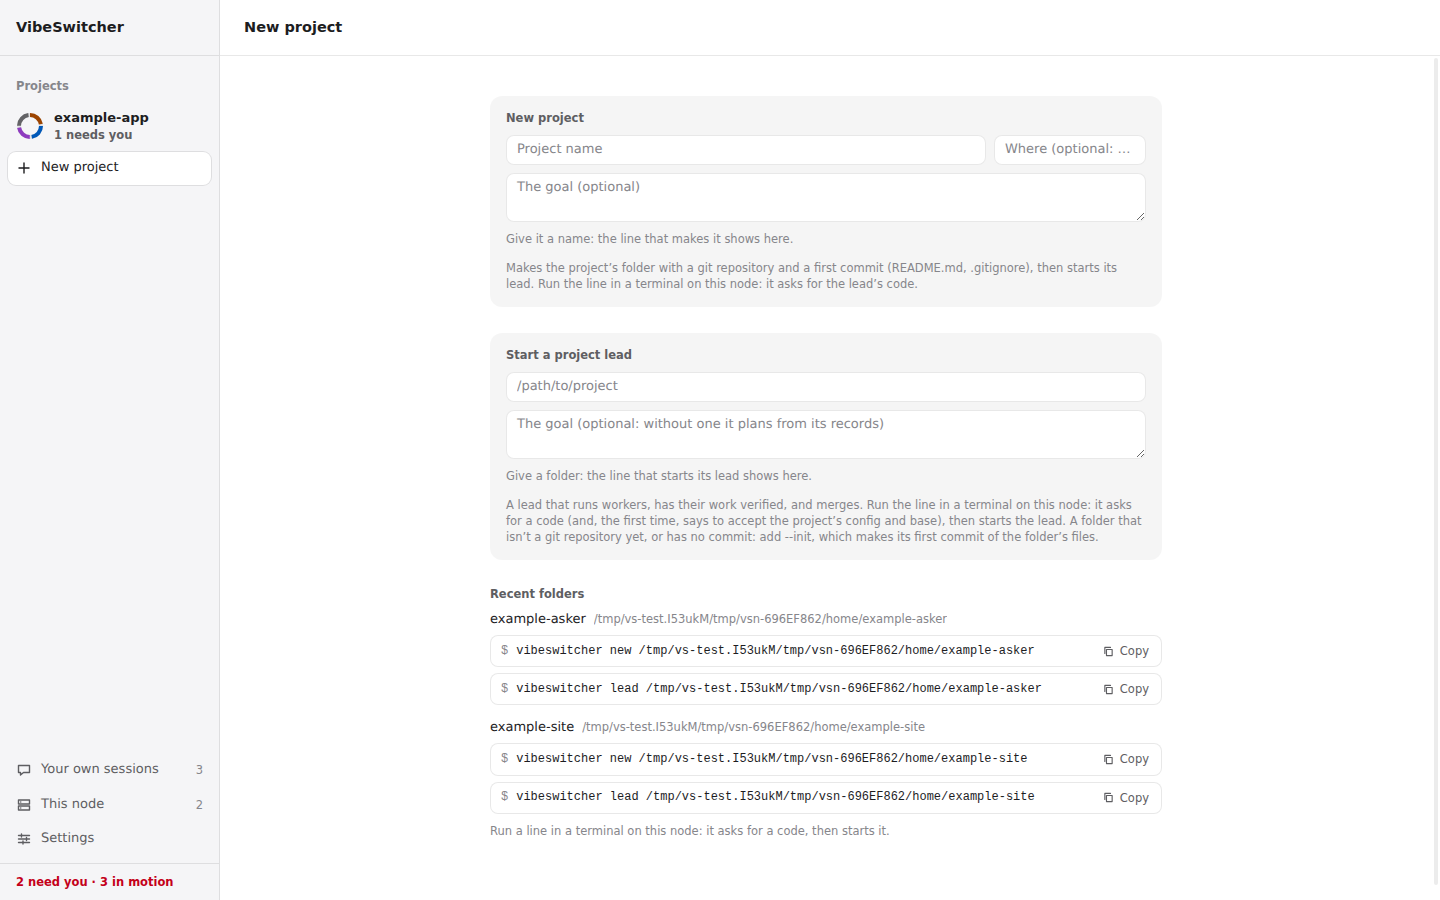 VibeSwitcher
New project
Projects
example-app
1 needs you
New project
Your own sessions 3
This node 2
Settings
2 need you · 3 in motion
New project
Project name
Where (optional: …
The goal (optional)
Give it a name: the line that makes it shows here.
Makes the project’s folder with a git repository and a first commit (README.md, .gitignore), then starts its
lead. Run the line in a terminal on this node: it asks for the lead’s code.
Start a project lead
/path/to/project
The goal (optional: without one it plans from its records)
Give a folder: the line that starts its lead shows here.
A lead that runs workers, has their work verified, and merges. Run the line in a terminal on this node: it asks
for a code (and, the first time, says to accept the project’s config and base), then starts the lead. A folder that
isn’t a git repository yet, or has no commit: add --init, which makes its first commit of the folder’s files.
Recent folders
example-asker /tmp/vs-test.I53ukM/tmp/vsn-696EF862/home/example-asker
$ vibeswitcher new /tmp/vs-test.I53ukM/tmp/vsn-696EF862/home/example-asker Copy
$ vibeswitcher lead /tmp/vs-test.I53ukM/tmp/vsn-696EF862/home/example-asker Copy
example-site /tmp/vs-test.I53ukM/tmp/vsn-696EF862/home/example-site
$ vibeswitcher new /tmp/vs-test.I53ukM/tmp/vsn-696EF862/home/example-site Copy
$ vibeswitcher lead /tmp/vs-test.I53ukM/tmp/vsn-696EF862/home/example-site Copy
Run a line in a terminal on this node: it asks for a code, then starts it.